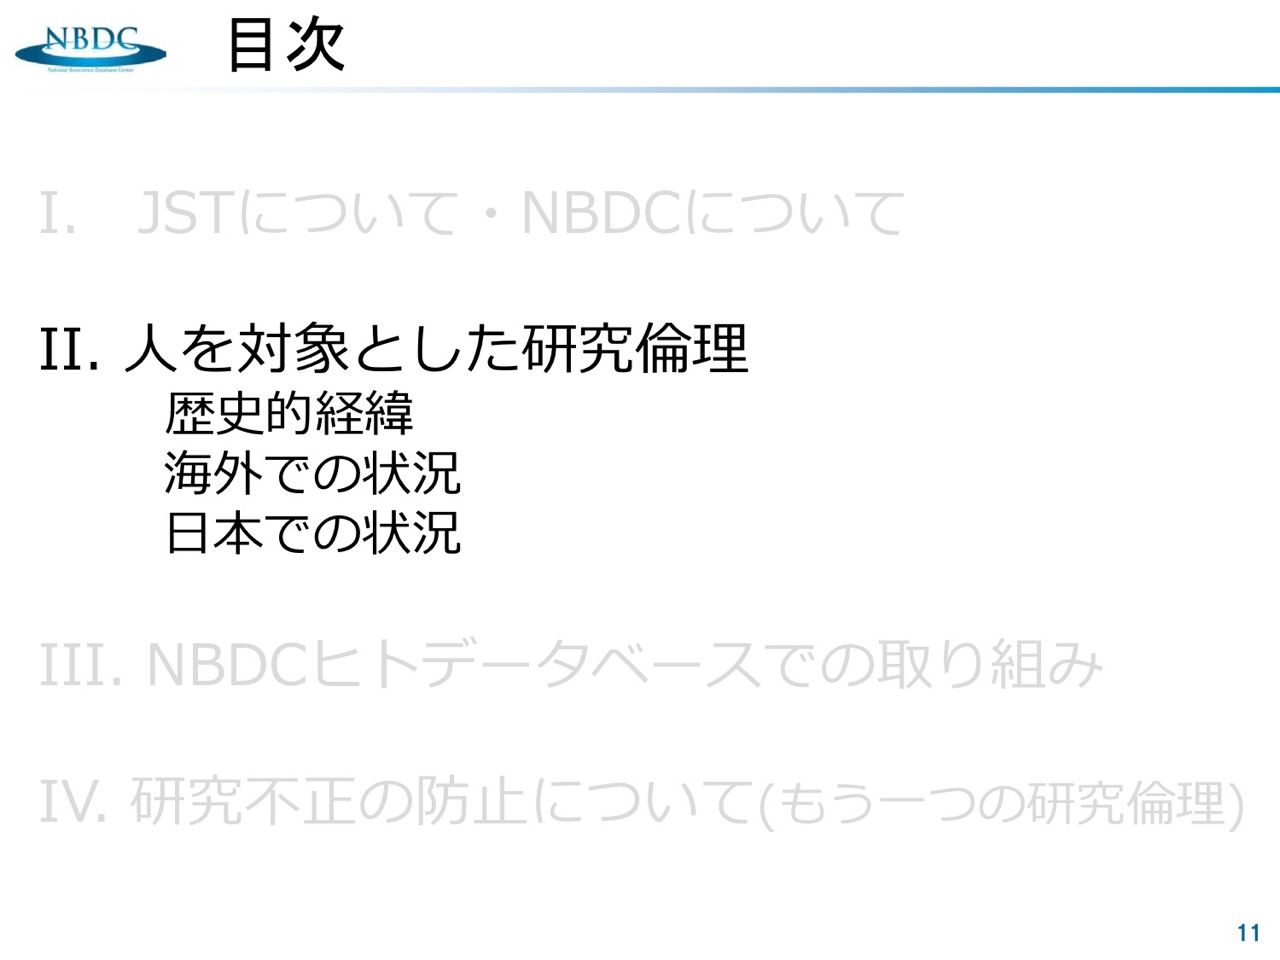 NBDC
National Bioscience Database Center
目次
I. JSTについて・NBDCについて
II. 人を対象とした研究倫理
歴史的経緯
海外での状況
日本での状況
III. NBDCヒトデータベースでの取り組み
IV. 研究不正の防止について(もう一つの研究倫理)
11